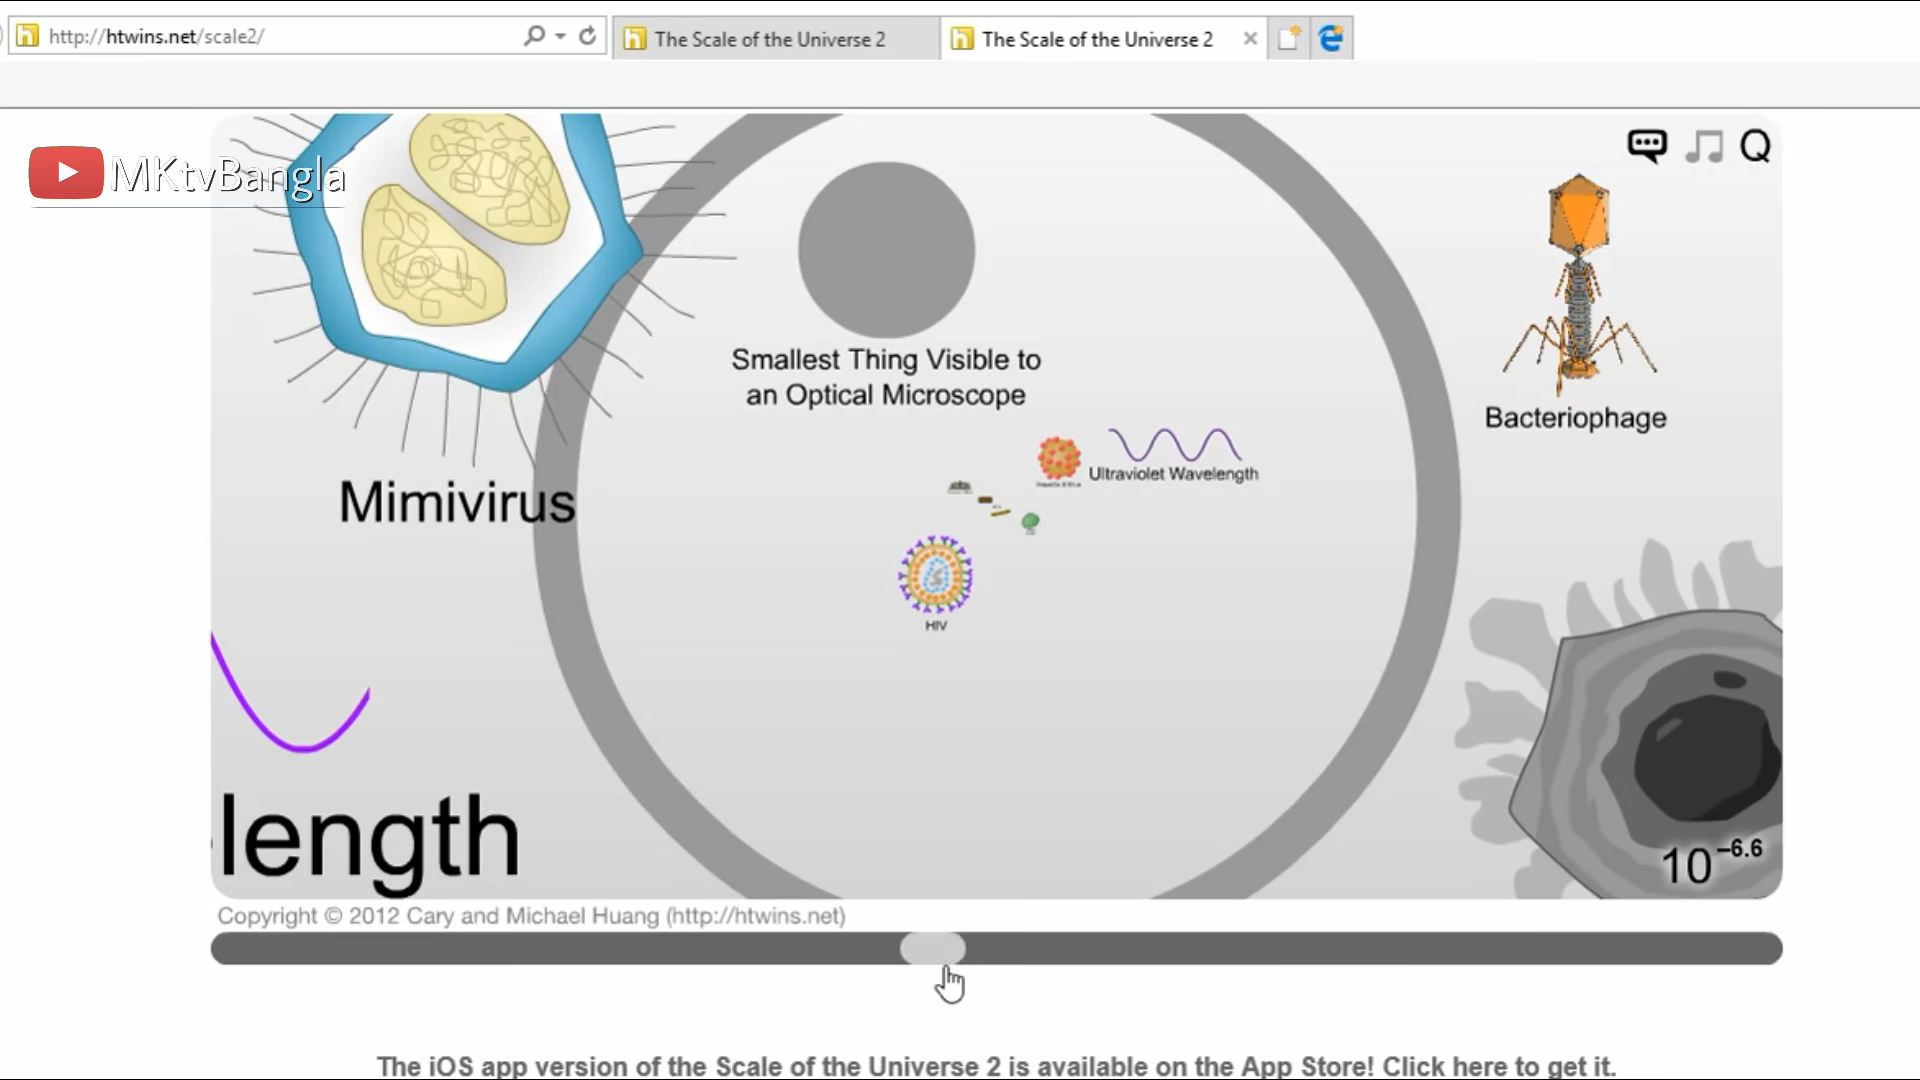 http://htwins.net/scale2/
The Scale of the Universe 2
The Scale of the Universe 2
MKtvBangla
Q
Smallest Thing Visible to
an Optical Microscope
Bacteriophage
Ultraviolet Wavelength
Mimivirus
HIV
length
10⁻⁶·⁶
Copyright © 2012 Cary and Michael Huang (http://htwins.net)
The iOS app version of the Scale of the Universe 2 is available on the App Store! Click here to get it.